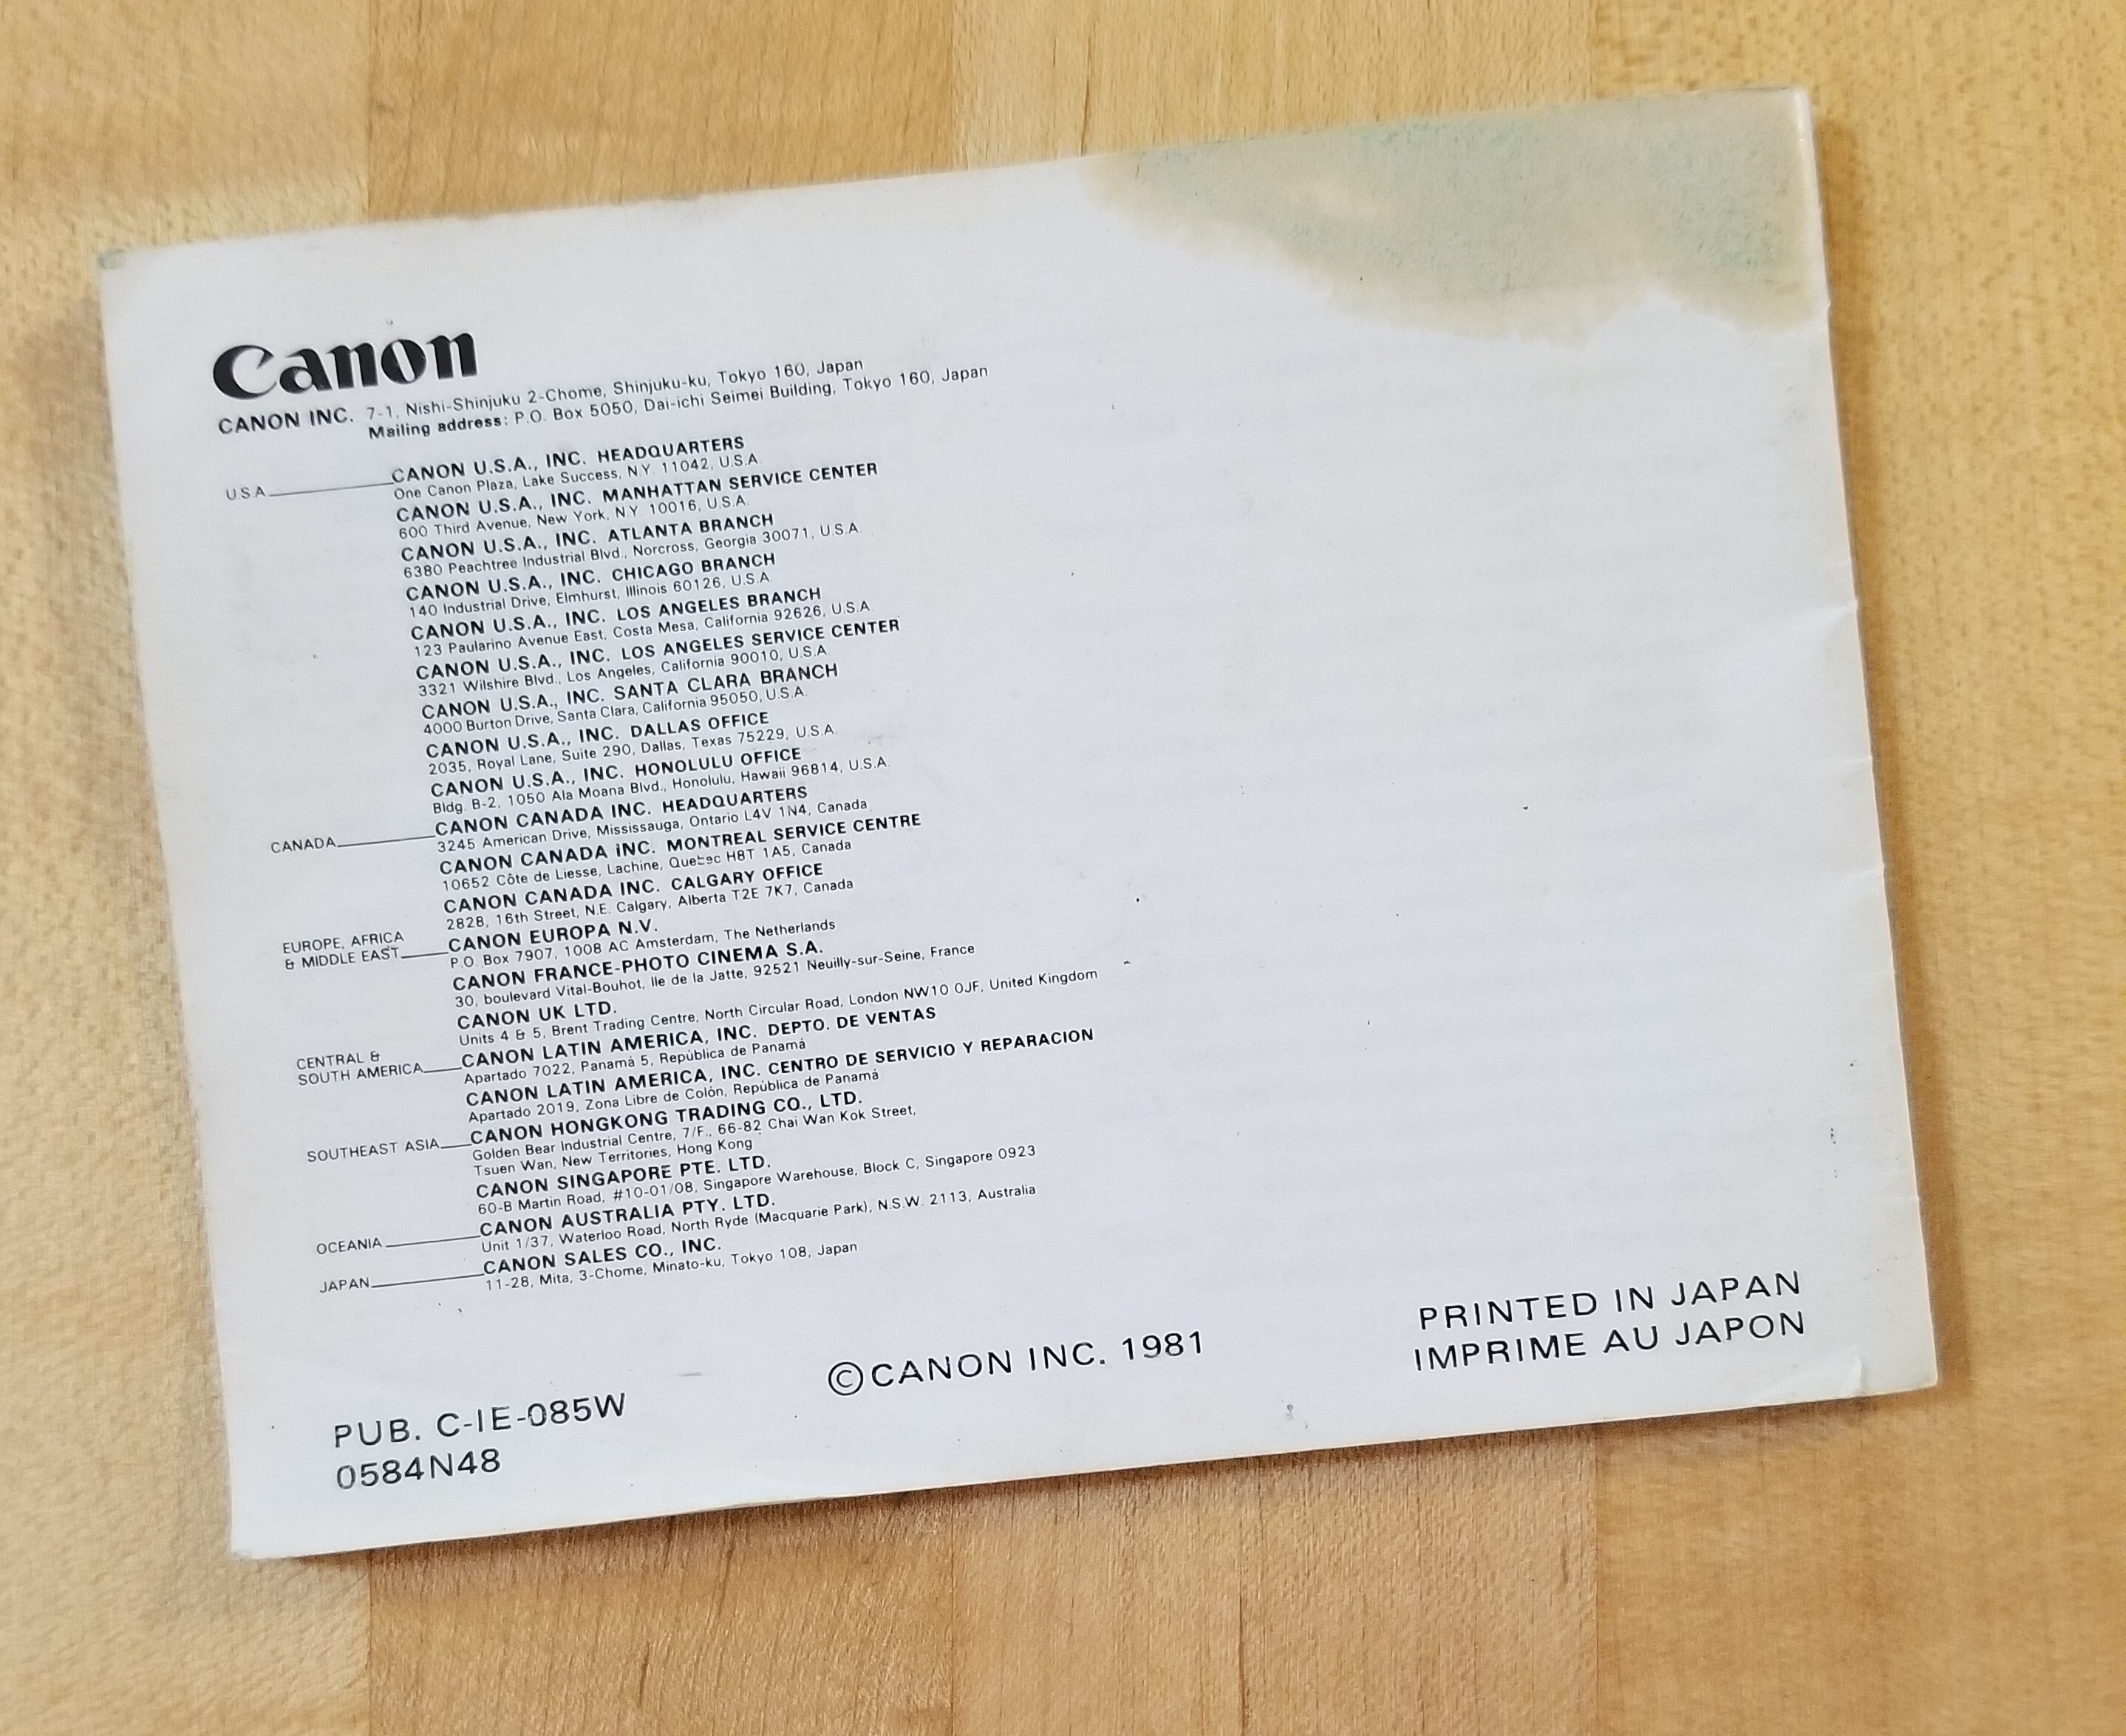 Canon
CANON INC. 7-1, Nishi-Shinjuku 2-Chome, Shinjuku-ku, Tokyo 160, Japan
Mailing address: P.O. Box 5050, Dai-ichi Seimei Building, Tokyo 160, Japan
U.S.A. CANON U.S.A., INC. HEADQUARTERS
One Canon Plaza, Lake Success, N.Y. 11042, U.S.A.
CANON U.S.A., INC. MANHATTAN SERVICE CENTER
600 Third Avenue, New York, N.Y. 10016, U.S.A.
CANON U.S.A., INC. ATLANTA BRANCH
6380 Peachtree Industrial Blvd., Norcross, Georgia 30071, U.S.A.
CANON U.S.A., INC. CHICAGO BRANCH
140 Industrial Drive, Elmhurst, Illinois 60126, U.S.A.
CANON U.S.A., INC. LOS ANGELES BRANCH
123 Paularino Avenue East, Costa Mesa, California 92626, U.S.A.
CANON U.S.A., INC. LOS ANGELES SERVICE CENTER
3321 Wilshire Blvd., Los Angeles, California 90010, U.S.A.
CANON U.S.A., INC. SANTA CLARA BRANCH
4000 Burton Drive, Santa Clara, California 95050, U.S.A.
CANON U.S.A., INC. DALLAS OFFICE
2035, Royal Lane, Suite 290, Dallas, Texas 75229, U.S.A.
CANON U.S.A., INC. HONOLULU OFFICE
Bldg. B-2, 1050 Ala Moana Blvd., Honolulu, Hawaii 96814, U.S.A.
CANADA CANON CANADA INC. HEADQUARTERS
3245 American Drive, Mississauga, Ontario L4V 1N4, Canada
CANON CANADA INC. MONTREAL SERVICE CENTRE
10652 Côte de Liesse, Lachine, Quebec H8T 1A5, Canada
CANON CANADA INC. CALGARY OFFICE
2828, 16th Street, N.E. Calgary, Alberta T2E 7K7, Canada
EUROPE, AFRICA
& MIDDLE EAST CANON EUROPA N.V.
P.O. Box 7907, 1008 AC Amsterdam, The Netherlands
CANON FRANCE-PHOTO CINEMA S.A.
30, boulevard Vital-Bouhot, Ile de la Jatte, 92521 Neuilly-sur-Seine, France
CANON UK LTD.
Units 4 & 5, Brent Trading Centre, North Circular Road, London NW10 0JF, United Kingdom
CENTRAL &
SOUTH AMERICA CANON LATIN AMERICA, INC. DEPTO. DE VENTAS
Apartado 7022, Panamá 5, República de Panamá
CANON LATIN AMERICA, INC. CENTRO DE SERVICIO Y REPARACION
Apartado 2019, Zona Libre de Colón, República de Panamá
SOUTHEAST ASIA CANON HONGKONG TRADING CO., LTD.
Golden Bear Industrial Centre, 7/F., 66-82 Chai Wan Kok Street,
Tsuen Wan, New Territories, Hong Kong
CANON SINGAPORE PTE. LTD.
60-B Martin Road, #10-01/08, Singapore Warehouse, Block C, Singapore 0923
OCEANIA CANON AUSTRALIA PTY. LTD.
Unit 1/37, Waterloo Road, North Ryde (Macquarie Park), N.S.W. 2113, Australia
JAPAN CANON SALES CO., INC.
11-28, Mita, 3-Chome, Minato-ku, Tokyo 108, Japan
PUB. C-IE-085W
0584N48
©CANON INC. 1981
PRINTED IN JAPAN
IMPRIME AU JAPON